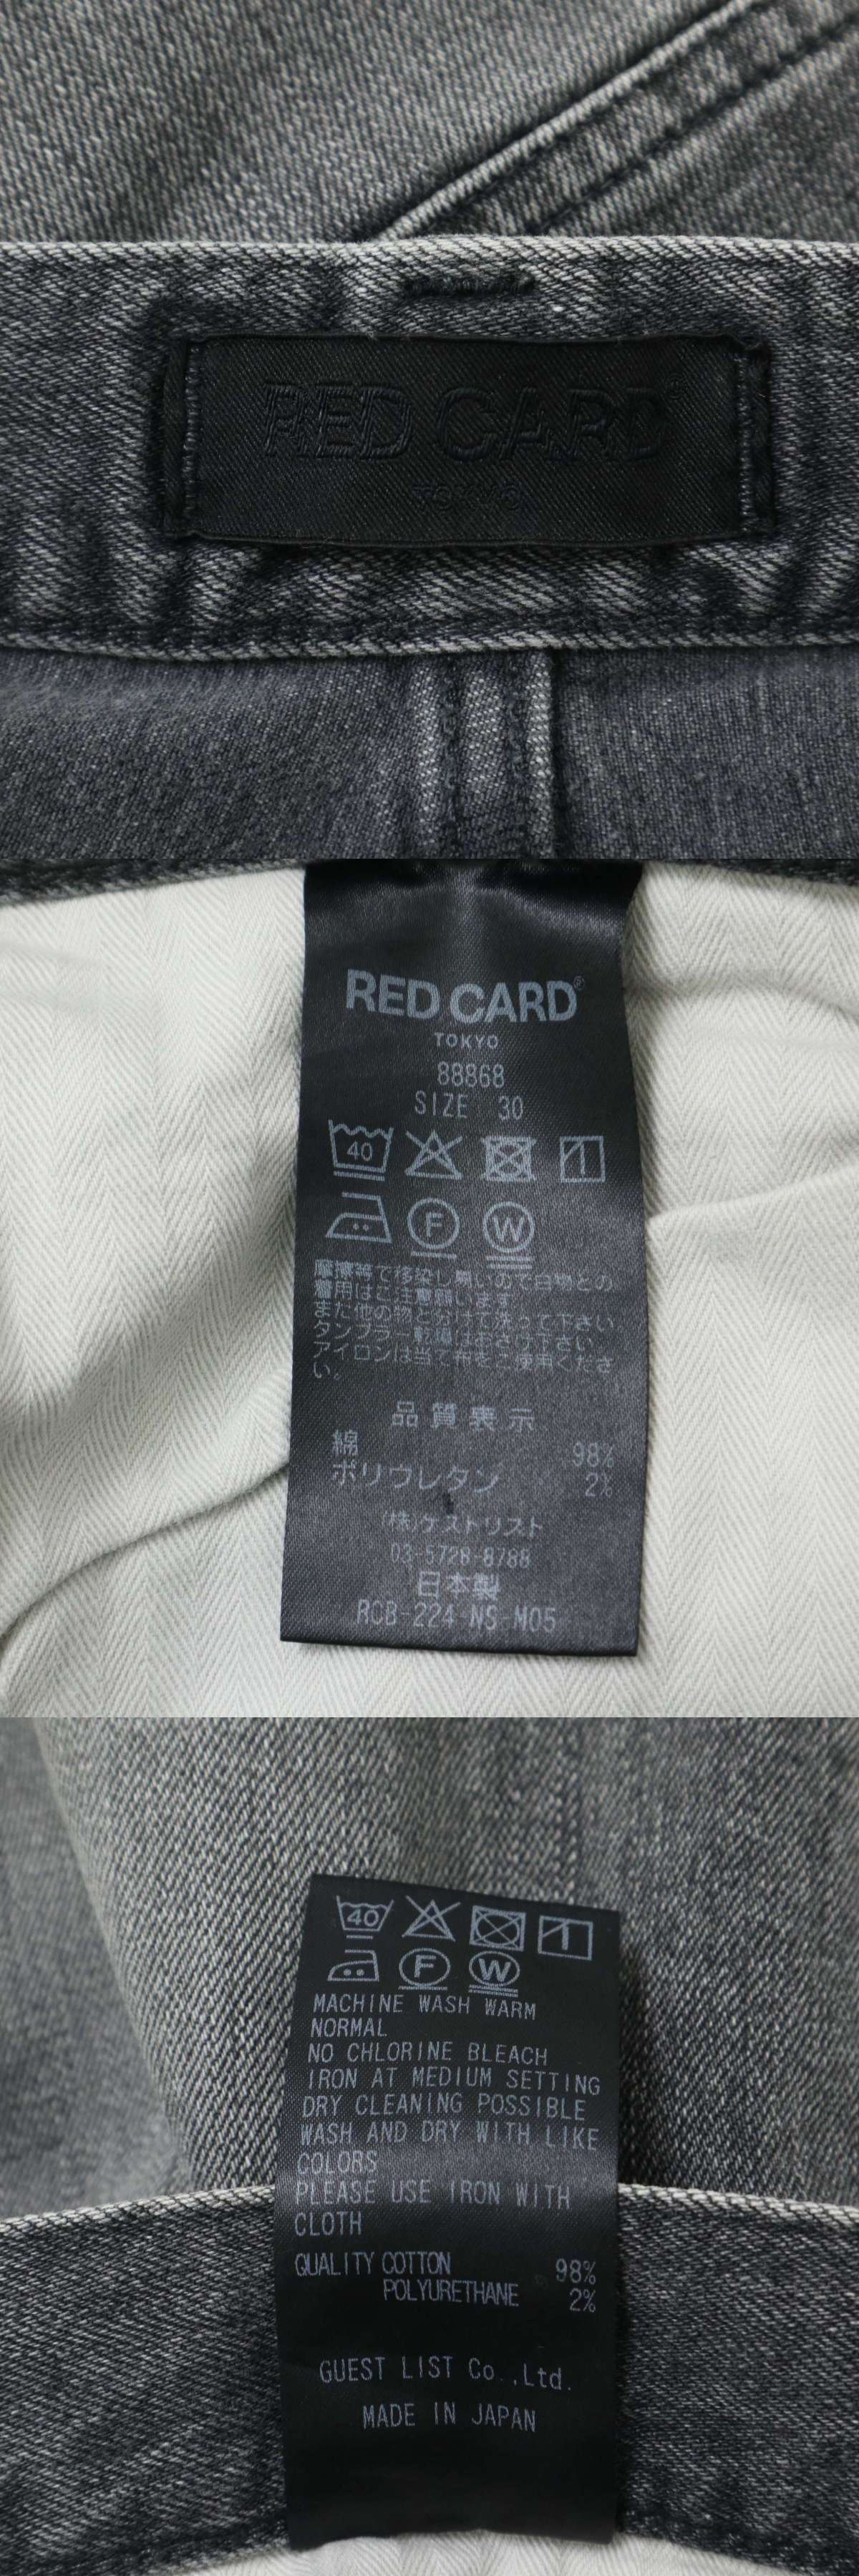 RED CARD®
TOKYO
RED CARD®
TOKYO
88868
SIZE 30
40
F W
摩擦等で移染し易いので白物との
着用はご注意願います
また他の物と分けて洗って下さい
タンブラー乾燥はおさけ下さい
アイロンは当て布をご使用くださ
い。
品質表示
綿 98%
ポリウレタン 2%
(株)ゲストリスト
03-5728-8788
日本製
RCB-224-NS-M05
40
F W
MACHINE WASH WARM
NORMAL
NO CHLORINE BLEACH
IRON AT MEDIUM SETTING
DRY CLEANING POSSIBLE
WASH AND DRY WITH LIKE
COLORS
PLEASE USE IRON WITH
CLOTH
QUALITY COTTON 98%
POLYURETHANE 2%
GUEST LIST Co.,Ltd.
MADE IN JAPAN